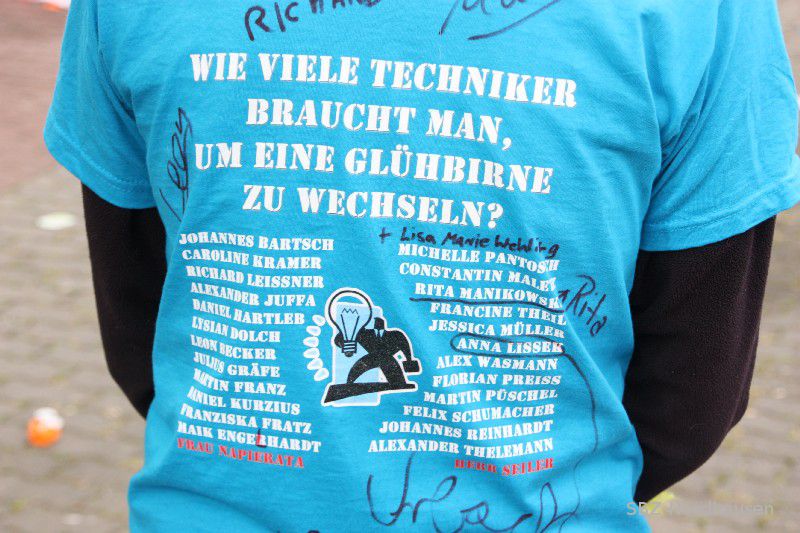 RICHARD
WIE VIELE TECHNIKER
BRAUCHT MAN,
UM EINE GLÜHBIRNE
ZU WECHSELN?
JOHANNES BARTSCH
CAROLINE KRAMER
RICHARD LEISSNER
ALEXANDER JUFFA
DANIEL HARTLEB
LYSIAN DOLCH
LEON BECKER
JULIUS GRÄFE
MARTIN FRANZ
DANIEL KURZIUS
FRANZISKA FRATZ
MAIK ENGELHARDT
FRAU NAPIERATA
+ Lisa Marie Wehling
MICHELLE PANTOSCH
CONSTANTIN MALEK
RITA MANIKOWSKI
Rita
FRANCINE THEIL
JESSICA MÜLLER
ANNA LISSEK
ALEX WASMANN
FLORIAN PREISS
MARTIN PÜSCHEL
FELIX SCHUMACHER
JOHANNES REINHARDT
ALEXANDER THELEMANN
HERR SEILER